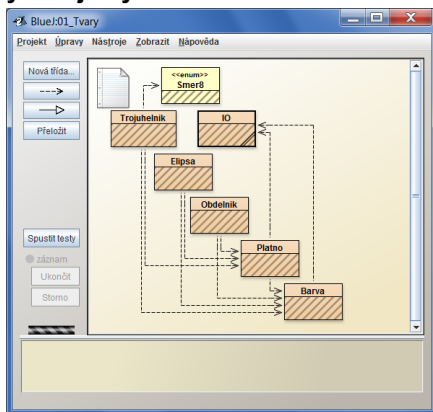 BlueJ:01_Tvary
Projekt Úpravy Nástroje Zobrazit Nápověda
Nová třída...
Přeložit
Spustit testy
záznam
Ukončit
Storno
<<enum>>
Smer8
Trojuhelnik
IO
Elipsa
Obdelnik
Platno
Barva